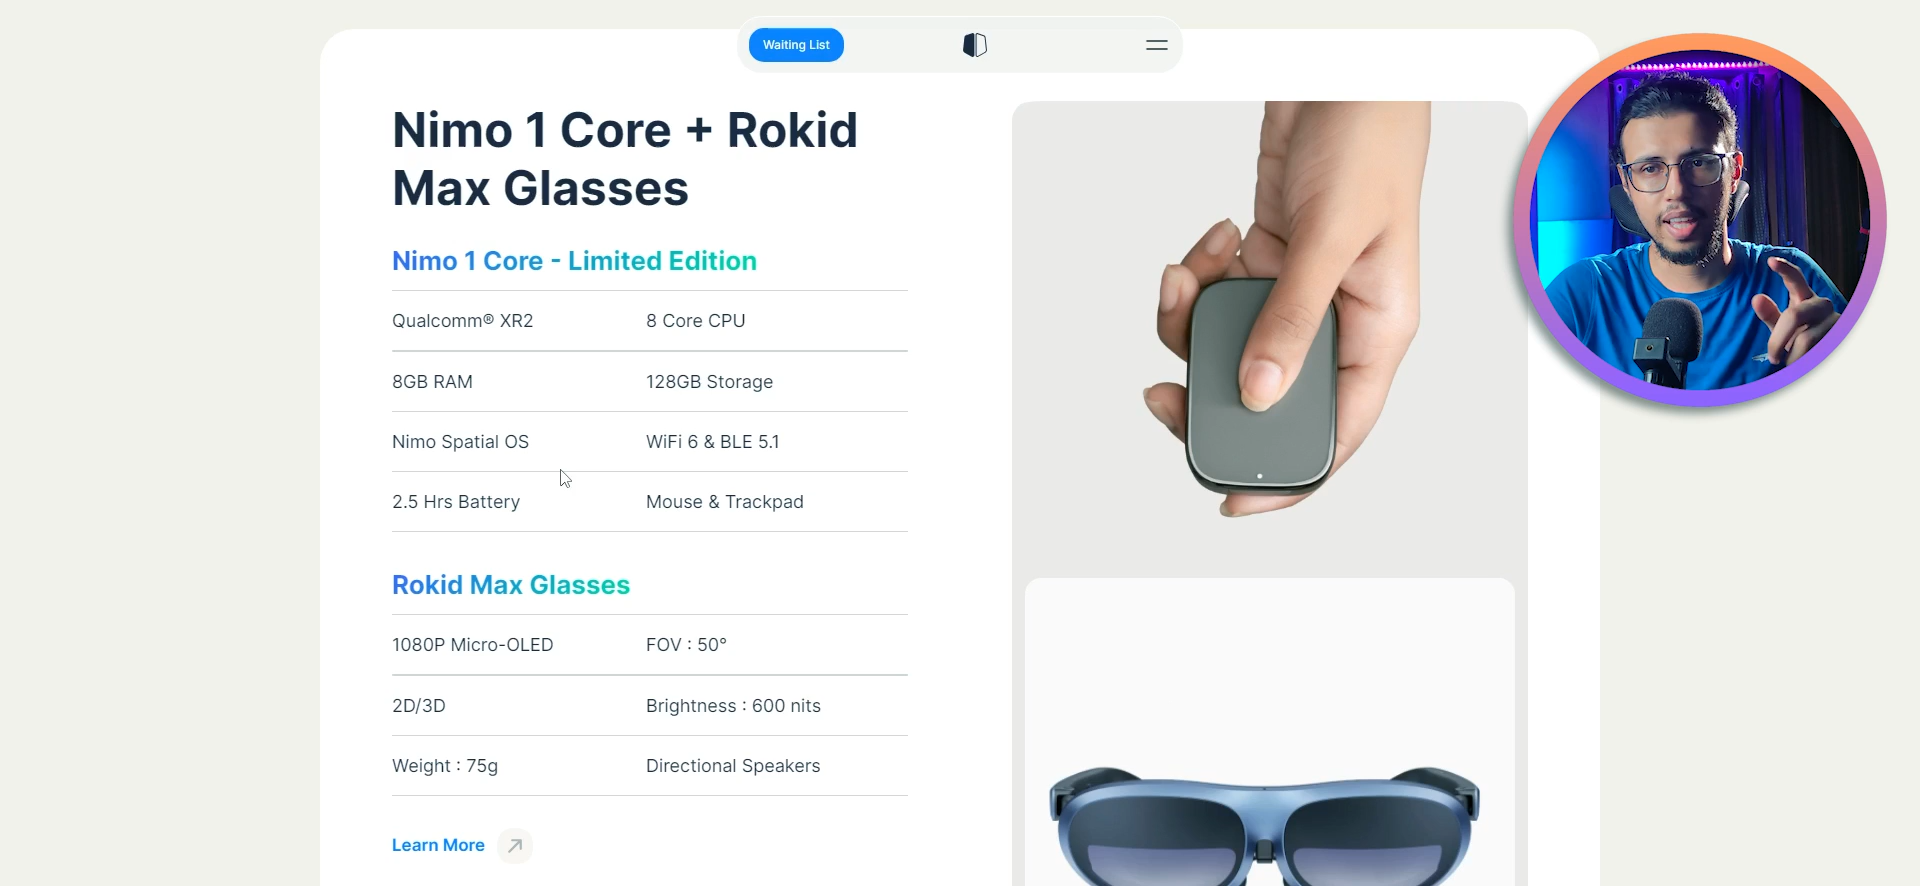 Waiting List
Nimo 1 Core + Rokid
Max Glasses
Nimo 1 Core - Limited Edition
Qualcomm® XR2 8 Core CPU
8GB RAM 128GB Storage
Nimo Spatial OS WiFi 6 & BLE 5.1
2.5 Hrs Battery Mouse & Trackpad
Rokid Max Glasses
1080P Micro-OLED FOV : 50°
2D/3D Brightness : 600 nits
Weight : 75g Directional Speakers
Learn More